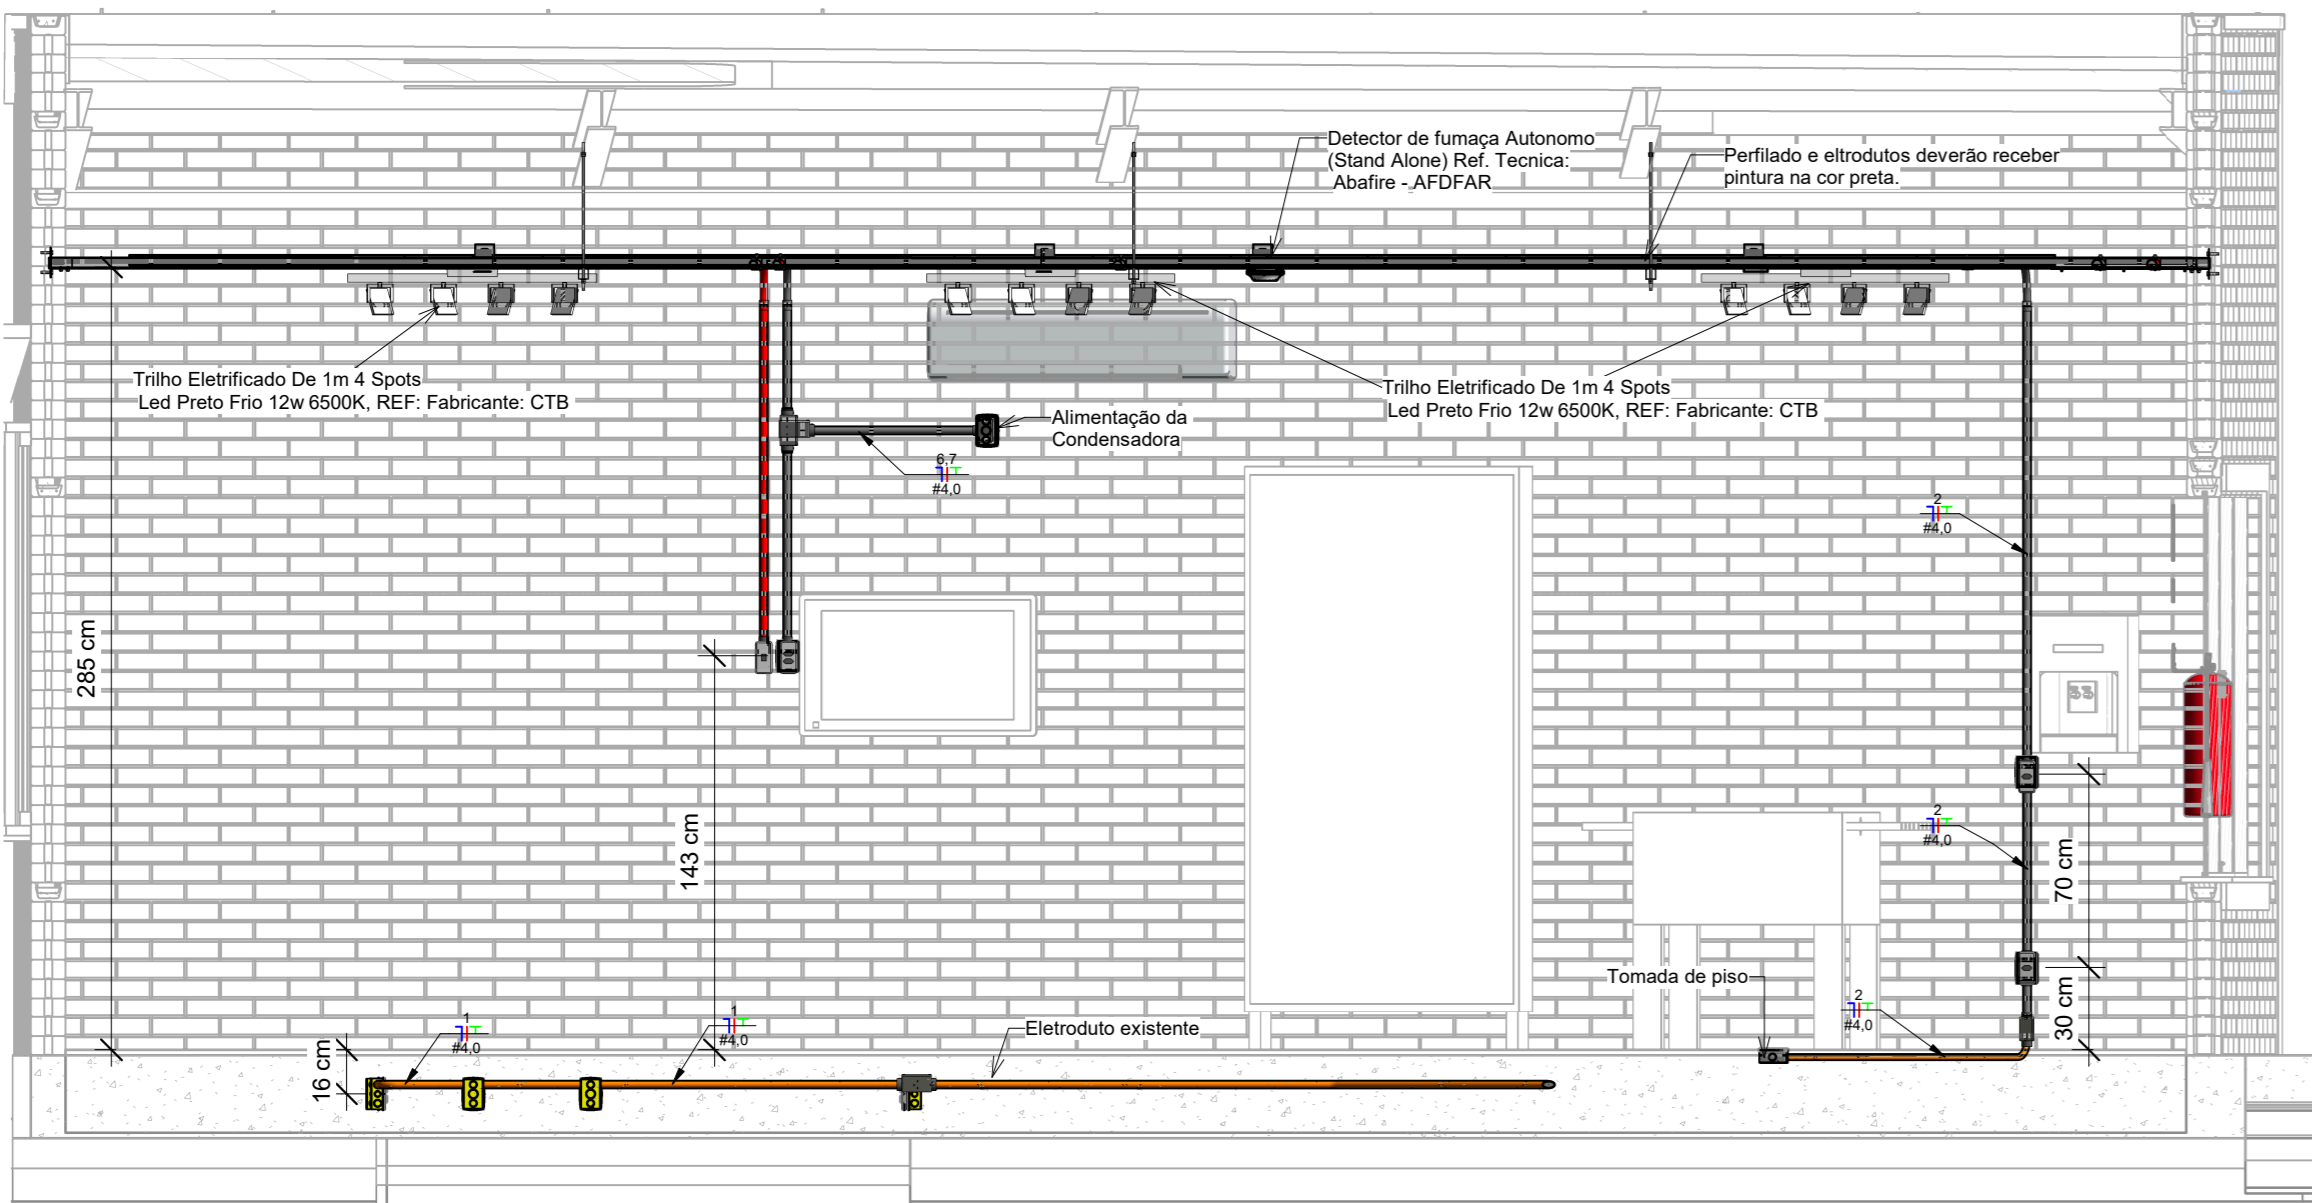 Detector de fumaça Autonomo
(Stand Alone) Ref. Tecnica:
Abafire - AFDFAR
Perfilado e eltrodutos deverão receber
pintura na cor preta.
Trilho Eletrificado De 1m 4 Spots
Led Preto Frio 12w 6500K, REF: Fabricante: CTB
Trilho Eletrificado De 1m 4 Spots
Led Preto Frio 12w 6500K, REF: Fabricante: CTB
Alimentação da
Condensadora
6,7
#4,0
2
#4,0
285 cm
143 cm
2
#4,0
70 cm
Tomada de piso
2
#4,0
30 cm
1
#4,0
1
#4,0
Eletroduto existente
16 cm